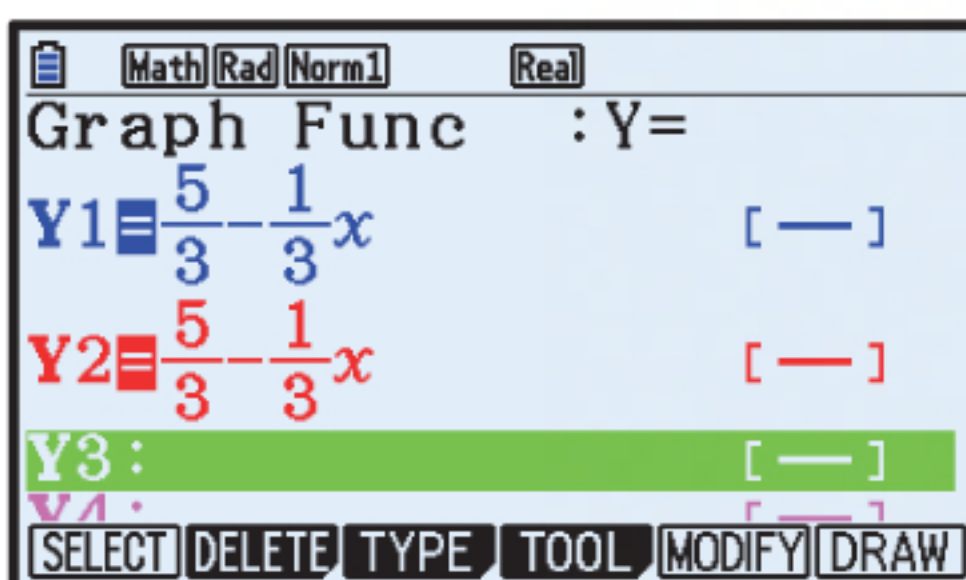 Math Rad Norm1 Real
Graph Func :Y=
Y1=5/3-1/3x [—]
Y2=5/3-1/3x [—]
Y3: [—]
Y4: [—]
SELECT DELETE TYPE TOOL MODIFY DRAW